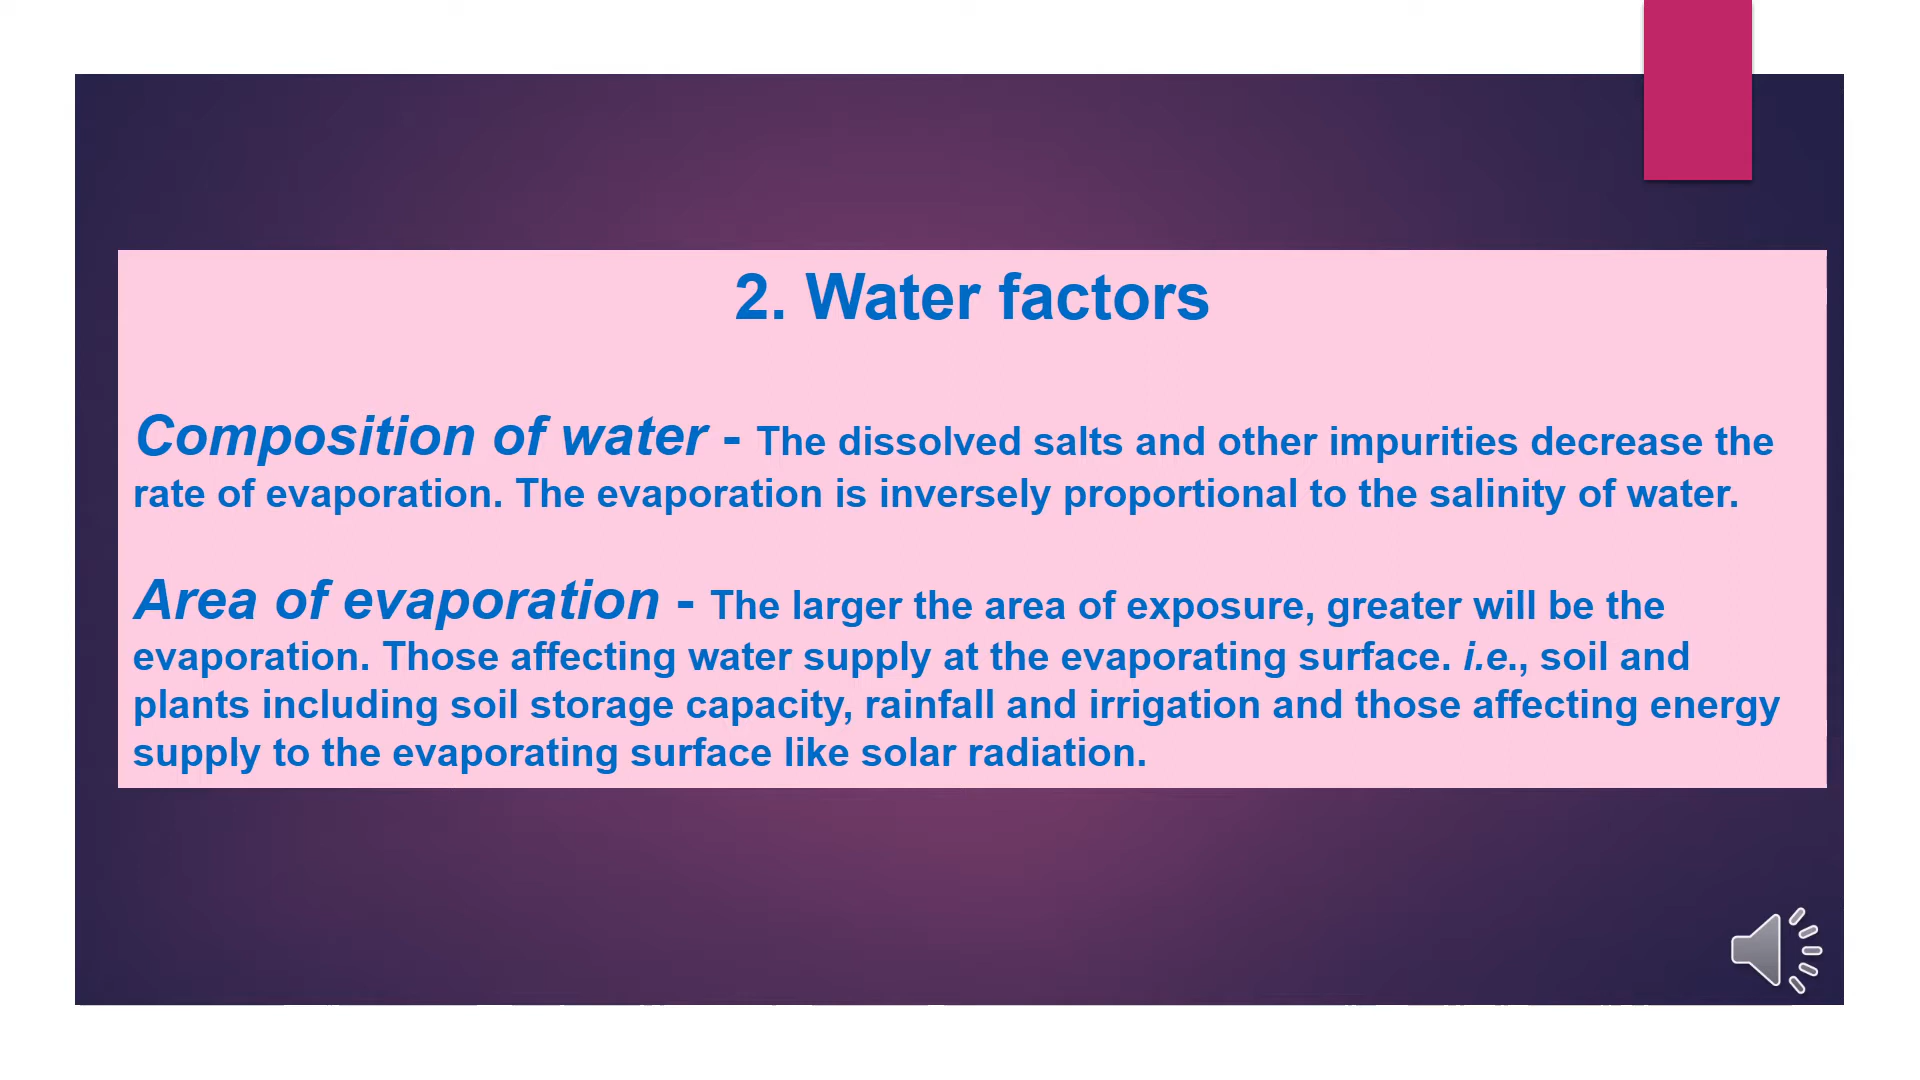 2. Water factors
Composition of water - The dissolved salts and other impurities decrease the
rate of evaporation. The evaporation is inversely proportional to the salinity of water.
Area of evaporation - The larger the area of exposure, greater will be the
evaporation. Those affecting water supply at the evaporating surface. i.e., soil and
plants including soil storage capacity, rainfall and irrigation and those affecting energy
supply to the evaporating surface like solar radiation.